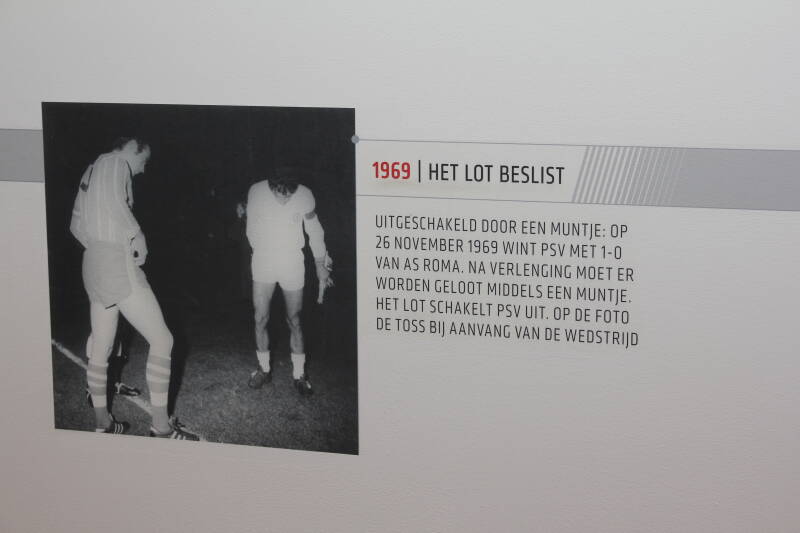 1969 | HET LOT BESLIST
UITGESCHAKELD DOOR EEN MUNTJE: OP
26 NOVEMBER 1969 WINT PSV MET 1-0
VAN AS ROMA. NA VERLENGING MOET ER
WORDEN GELOOT MIDDELS EEN MUNTJE.
HET LOT SCHAKELT PSV UIT. OP DE FOTO
DE TOSS BIJ AANVANG VAN DE WEDSTRIJD